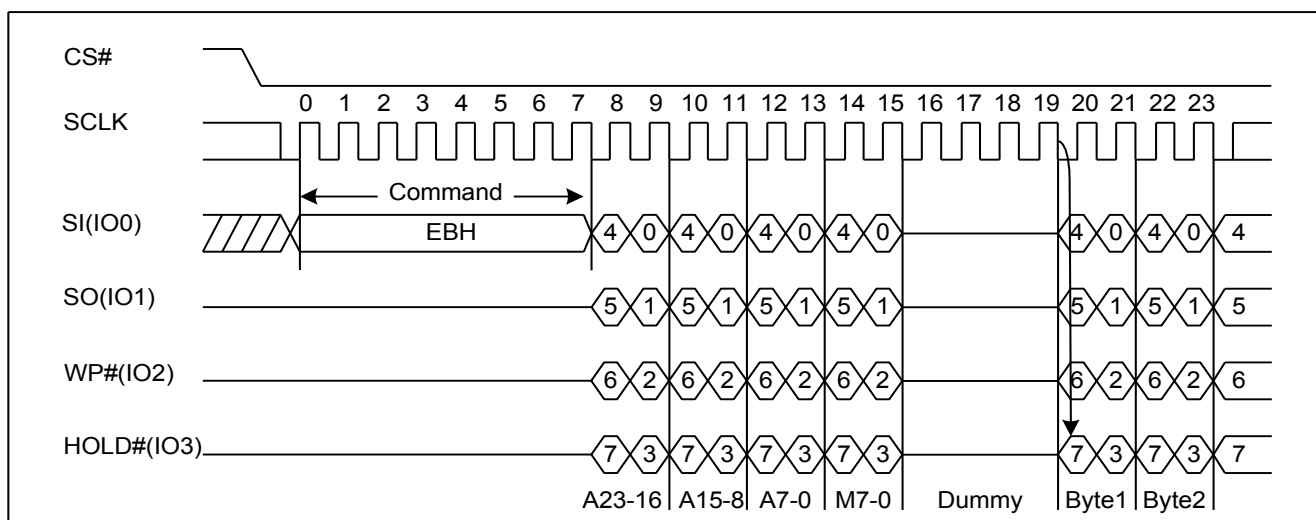 CS#
0 1 2 3 4 5 6 7 8 9 10 11 12 13 14 15 16 17 18 19 20 21 22 23
SCLK
Command
SI(IO0) EBH 4 0 4 0 4 0 4 0 4 0 4 0 4
SO(IO1) 5 1 5 1 5 1 5 1 5 1 5 1 5
WP#(IO2) 6 2 6 2 6 2 6 2 6 2 6 2 6
HOLD#(IO3) 7 3 7 3 7 3 7 3 7 3 7 3 7
A23-16 A15-8 A7-0 M7-0 Dummy Byte1 Byte2